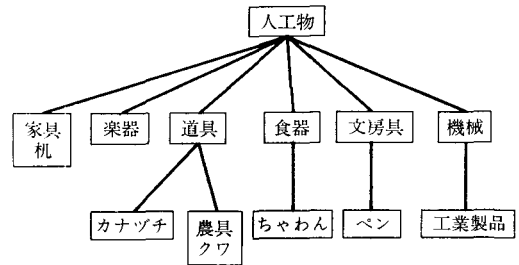 人工物
家具
机
楽器
道具
食器
文房具
機械
カナヅチ
農具
クワ
ちゃわん
ペン
工業製品